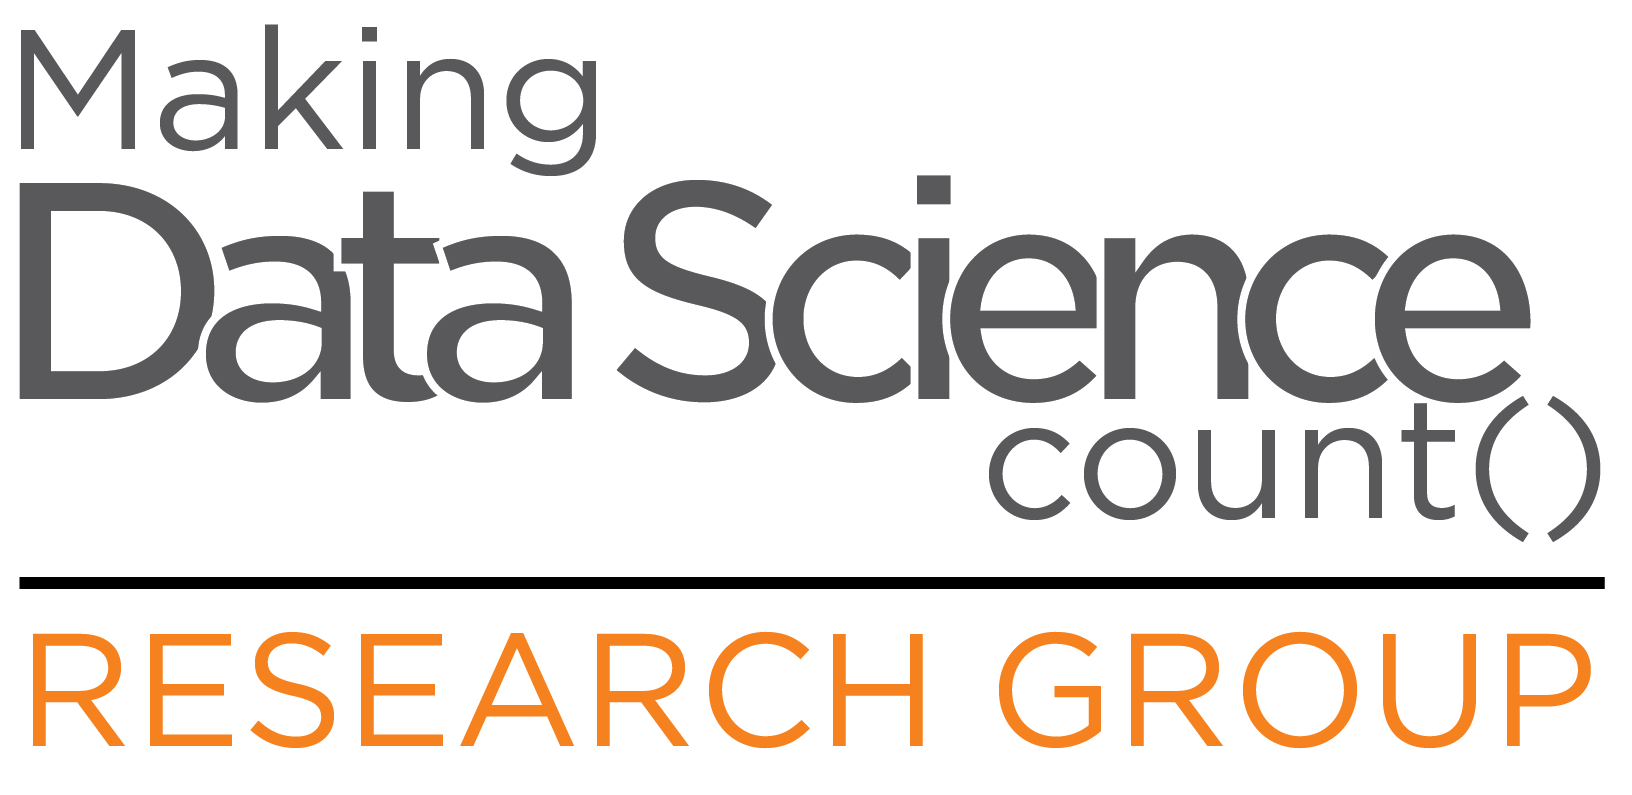 Making
Data Science
count()
RESEARCH GROUP